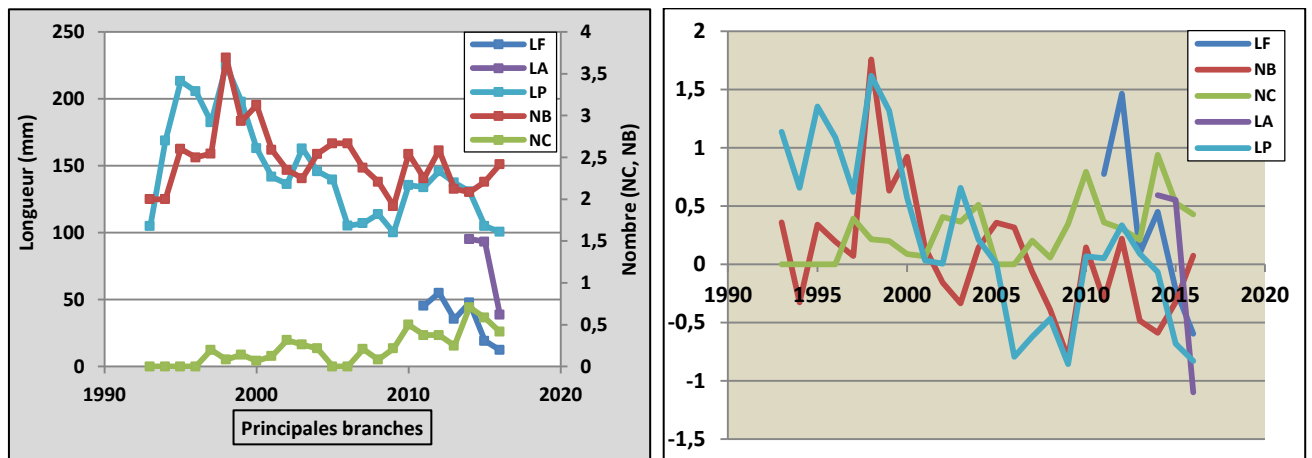 250
200
150
100
50
0
Longueur (mm)
4
3,5
3
2,5
2
1,5
1
0,5
0
Nombre (NC, NB)
LF
LA
LP
NB
NC
1990
2000
2010
2020
Principales branches
2
1,5
1
0,5
0
-0,5
-1
-1,5
1990
1995
2000
2005
2010
2015
2020
LF
NB
NC
LA
LP